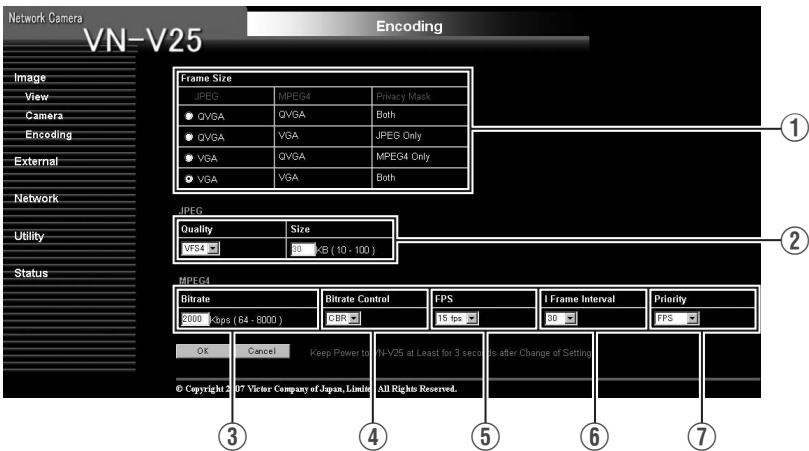 Network Camera
VN-V25
Encoding
Image
View
Camera
Encoding
External
Network
Utility
Status
Frame Size
JPEG MPEG4 Privacy Mask
QVGA QVGA Both
QVGA VGA JPEG Only
VGA QVGA MPEG4 Only
VGA VGA Both
①
JPEG
Quality Size
VFS4 30 KB ( 10 - 100 )
②
MPEG4
Bitrate Bitrate Control FPS I Frame Interval Priority
2000 Kbps ( 64 - 8000 ) CBR 15 fps 30 FPS
OK Cancel Keep Power to VN-V25 at Least for 3 seconds after Change of Setting
© Copyright 2007 Victor Company of Japan, Limited All Rights Reserved.
③ ④ ⑤ ⑥ ⑦